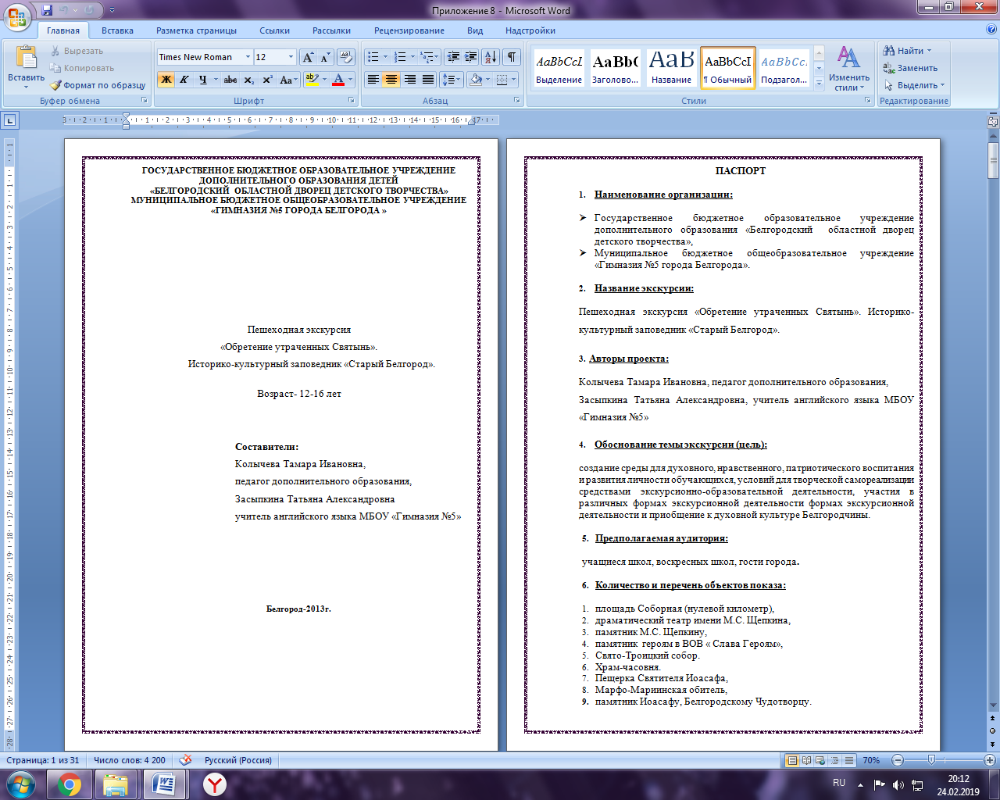 Приложение 8 - Microsoft Word
Главная Вставка Разметка страницы Ссылки Рассылки Рецензирование Вид Надстройки
Вставить
Вырезать
Копировать
Формат по образцу
Буфер обмена
Times New Roman 12
Ж К Ч abc x₂ x² Aa
Шрифт
Абзац
AaBbCcI AaBbC AaB AaBbCcI AaBbCc
Выделение Заголово... Название ¶ Обычный Подзагол...
Изменить стили
Стили
Найти
Заменить
Выделить
Редактирование
ГОСУДАРСТВЕННОЕ БЮДЖЕТНОЕ ОБРАЗОВАТЕЛЬНОЕ УЧРЕЖДЕНИЕ
ДОПОЛНИТЕЛЬНОГО ОБРАЗОВАНИЯ ДЕТЕЙ
«БЕЛГОРОДСКИЙ ОБЛАСТНОЙ ДВОРЕЦ ДЕТСКОГО ТВОРЧЕСТВА»
МУНИЦИПАЛЬНОЕ БЮДЖЕТНОЕ ОБЩЕОБРАЗОВАТЕЛЬНОЕ УЧРЕЖДЕНИЕ
«ГИМНАЗИЯ №5 ГОРОДА БЕЛГОРОДА »
Пешеходная экскурсия
«Обретение утраченных Святынь».
Историко-культурный заповедник «Старый Белгород».
Возраст- 12-16 лет
Составители:
Колычева Тамара Ивановна,
педагог дополнительного образования,
Засыпкина Татьяна Александровна
учитель английского языка МБОУ «Гимназия №5»
Белгород-2013г.
ПАСПОРТ
1. Наименование организации:
Государственное бюджетное образовательное учреждение
дополнительного образования «Белгородский областной дворец
детского творчества»,
Муниципальное бюджетное общеобразовательное учреждение
«Гимназия №5 города Белгорода».
2. Название экскурсии:
Пешеходная экскурсия «Обретение утраченных Святынь». Историко-
культурный заповедник «Старый Белгород».
3. Авторы проекта:
Колычева Тамара Ивановна, педагог дополнительного образования,
Засыпкина Татьяна Александровна, учитель английского языка МБОУ
«Гимназия №5»
4. Обоснование темы экскурсии (цель):
создание среды для духовного, нравственного, патриотического воспитания
и развития личности обучающихся, условий для творческой самореализации
средствами экскурсионно-образовательной деятельности, участия в
различных формах экскурсионной деятельности формах экскурсионной
деятельности и приобщение к духовной культуре Белгородчины.
5. Предполагаемая аудитория:
учащиеся школ, воскресных школ, гости города.
6. Количество и перечень объектов показа:
1. площадь Соборная (нулевой километр),
2. драматический театр имени М.С. Щепкина,
3. памятник М.С. Щепкину,
4. памятник героям в ВОВ « Слава Героям»,
5. Свято-Троицкий собор.
6. Храм-часовня.
7. Пещерка Святителя Иоасафа,
8. Марфо-Мариинская обитель,
9. памятник Иоасафу, Белгородскому Чудотворцу.
Страница: 1 из 31 Число слов: 4 200 Русский (Россия) 70%
RU 20:12
24.02.2019